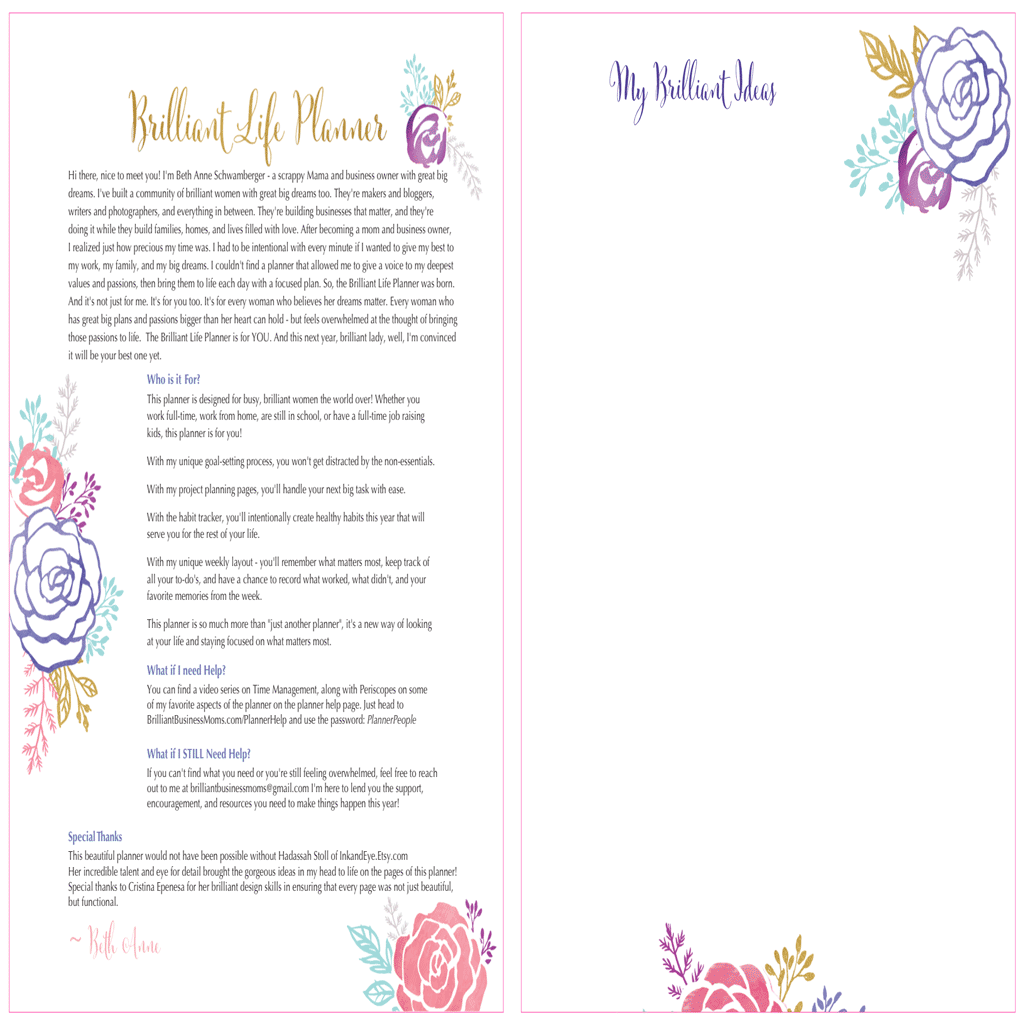 Brilliant Life Planner
Hi there, nice to meet you! I'm Beth Anne Schwamberger - a scrappy Mama and business owner with great big
dreams. I've built a community of brilliant women with great big dreams too. They're makers and bloggers,
writers and photographers, and everything in between. They're building businesses that matter, and they're
doing it while they build families, homes, and lives filled with love. After becoming a mom and business owner,
I realized just how precious my time was. I had to be intentional with every minute if I wanted to give my best to
my work, my family, and my big dreams. I couldn't find a planner that allowed me to give a voice to my deepest
values and passions, then bring them to life each day with a focused plan. So, the Brilliant Life Planner was born.
And it's not just for me. It's for you too. It's for every woman who believes her dreams matter. Every woman who
has great big plans and passions bigger than her heart can hold - but feels overwhelmed at the thought of bringing
those passions to life. The Brilliant Life Planner is for YOU. And this next year, brilliant lady, well, I'm convinced
it will be your best one yet.
Who is it For?
This planner is designed for busy, brilliant women the world over! Whether you
work full-time, work from home, are still in school, or have a full-time job raising
kids, this planner is for you!
With my unique goal-setting process, you won't get distracted by the non-essentials.
With my project planning pages, you'll handle your next big task with ease.
With the habit tracker, you'll intentionally create healthy habits this year that will
serve you for the rest of your life.
With my unique weekly layout - you'll remember what matters most, keep track of
all your to-do's, and have a chance to record what worked, what didn't, and your
favorite memories from the week.
This planner is so much more than "just another planner", it's a new way of looking
at your life and staying focused on what matters most.
What if I need Help?
You can find a video series on Time Management, along with Periscopes on some
of my favorite aspects of the planner on the planner help page. Just head to
BrilliantBusinessMoms.com/PlannerHelp and use the password: PlannerPeople
What if I STILL Need Help?
If you can't find what you need or you're still feeling overwhelmed, feel free to reach
out to me at brilliantbusinessmoms@gmail.com I'm here to lend you the support,
encouragement, and resources you need to make things happen this year!
Special Thanks
This beautiful planner would not have been possible without Hadassah Stoll of InkandEye.Etsy.com
Her incredible talent and eye for detail brought the gorgeous ideas in my head to life on the pages of this planner!
Special thanks to Cristina Epenesa for her brilliant design skills in ensuring that every page was not just beautiful,
but functional.
~ Beth Anne
My Brilliant Ideas